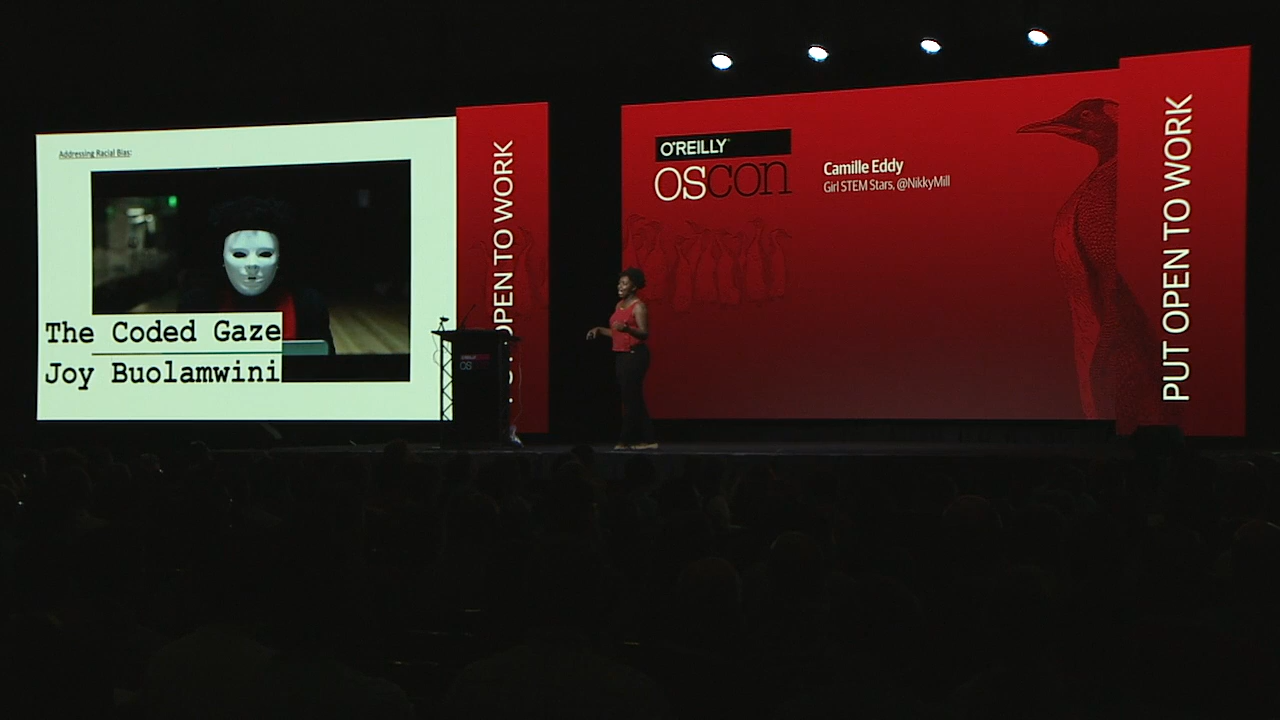 Addressing Racial Bias:
The Coded Gaze
Joy Buolamwini
OPEN TO WORK
OS
O'REILLY
OSCON
Camille Eddy
Girl STEM Stars, @NikkyMill
PUT OPEN TO WORK